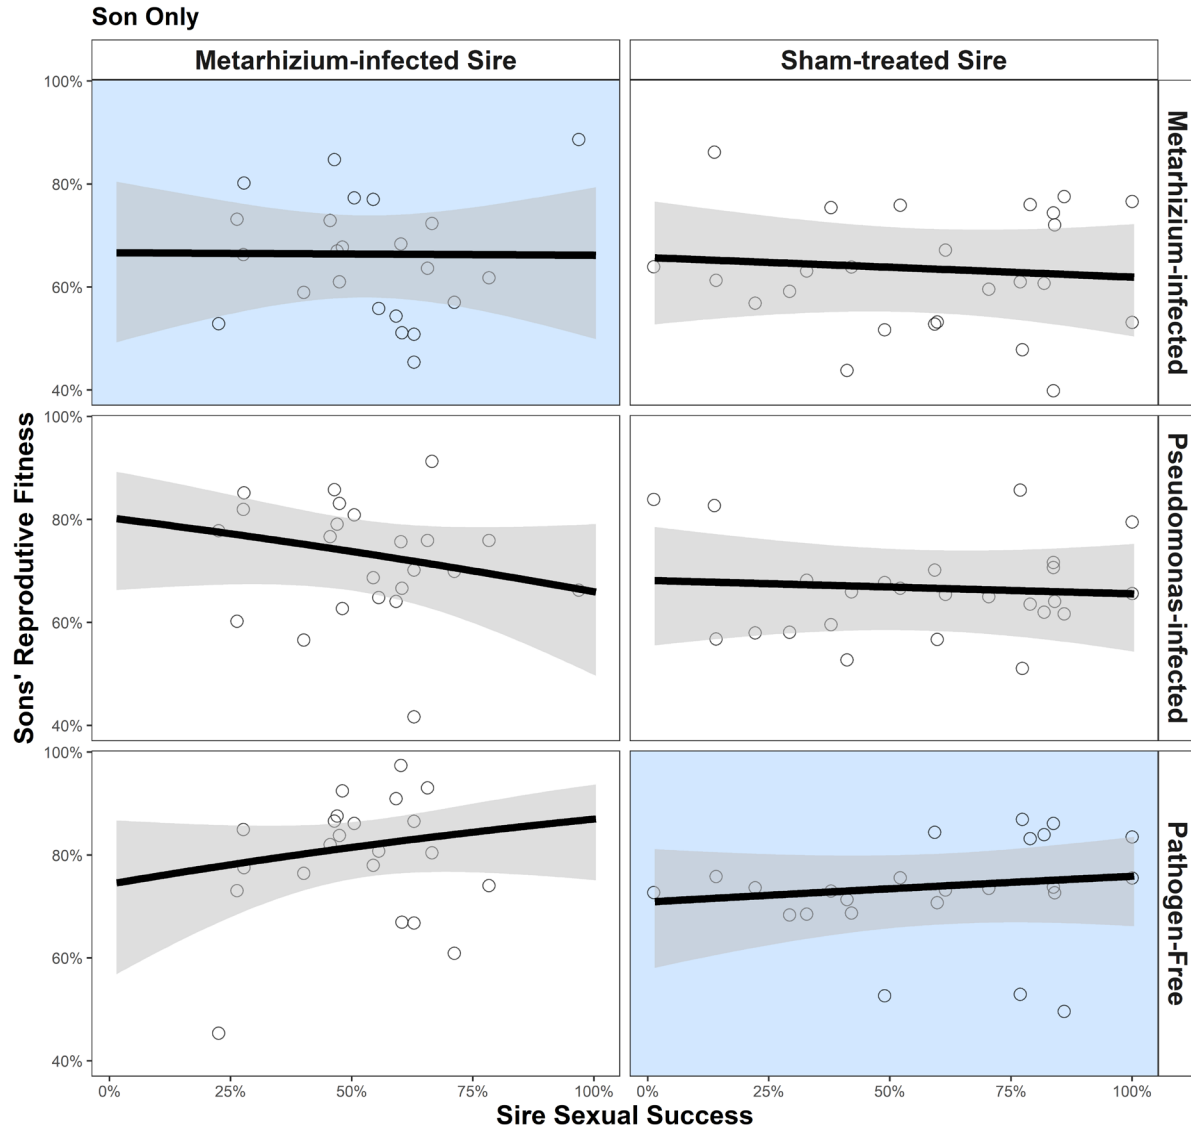 Son Only
Metarhizium-infected Sire
Sham-treated Sire
100%
80%
60%
40%
Metarhizium-infected
100%
80%
60%
40%
Pseudomonas-infected
100%
80%
60%
40%
Pathogen-Free
Sons' Reprodutive Fitness
0%
25%
50%
75%
100%
0%
25%
50%
75%
100%
Sire Sexual Success